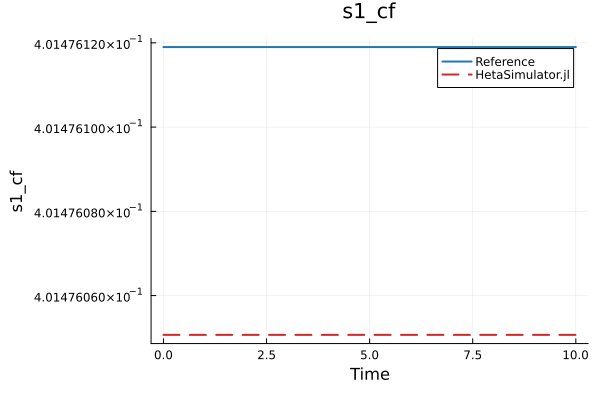 s1_cf
4.01476120×10⁻¹
Reference
HetaSimulator.jl
4.01476100×10⁻¹
s1_cf
4.01476080×10⁻¹
4.01476060×10⁻¹
0.0 2.5 5.0 7.5 10.0
Time